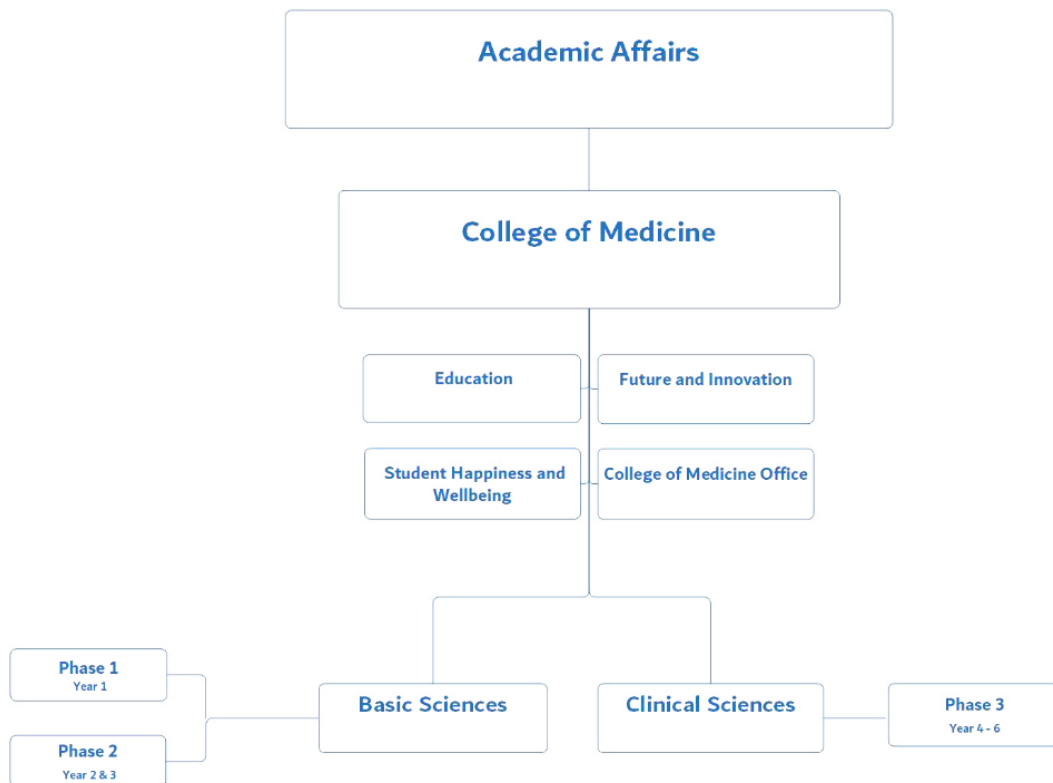 Academic Affairs
College of Medicine
Education
Future and Innovation
Student Happiness and
Wellbeing
College of Medicine Office
Phase 1
Year 1
Basic Sciences
Clinical Sciences
Phase 3
Year 4 - 6
Phase 2
Year 2 & 3